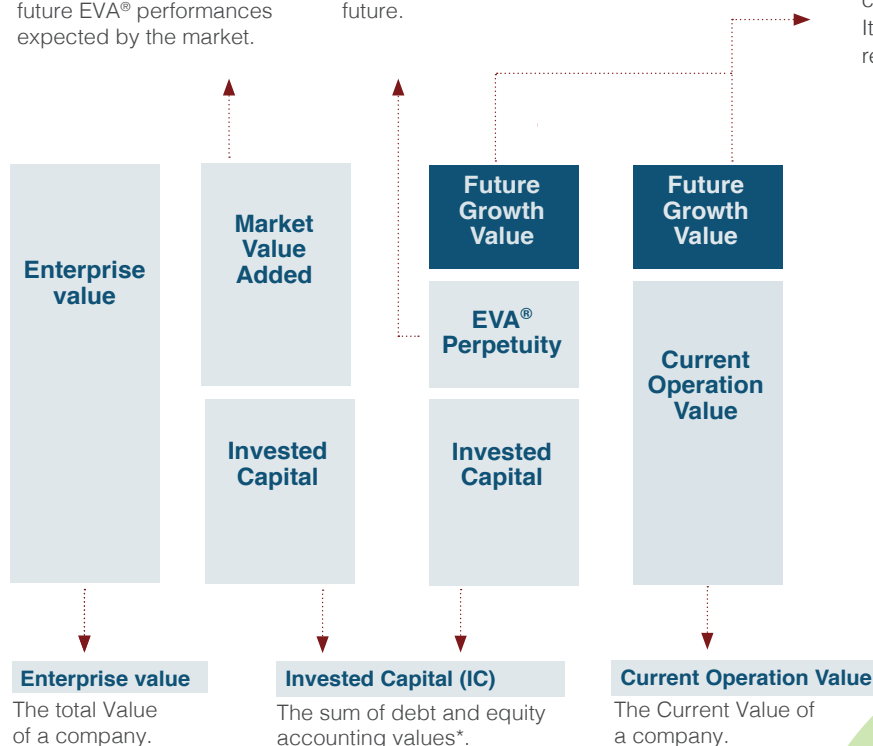 future EVA® performances
expected by the market.
future.
It
Enterprise
value
Market
Value
Added
Invested
Capital
Future
Growth
Value
EVA®
Perpetuity
Invested
Capital
Future
Growth
Value
Current
Operation
Value
Enterprise value
The total Value
of a company.
Invested Capital (IC)
The sum of debt and equity
accounting values*.
Current Operation Value
The Current Value of
a company.